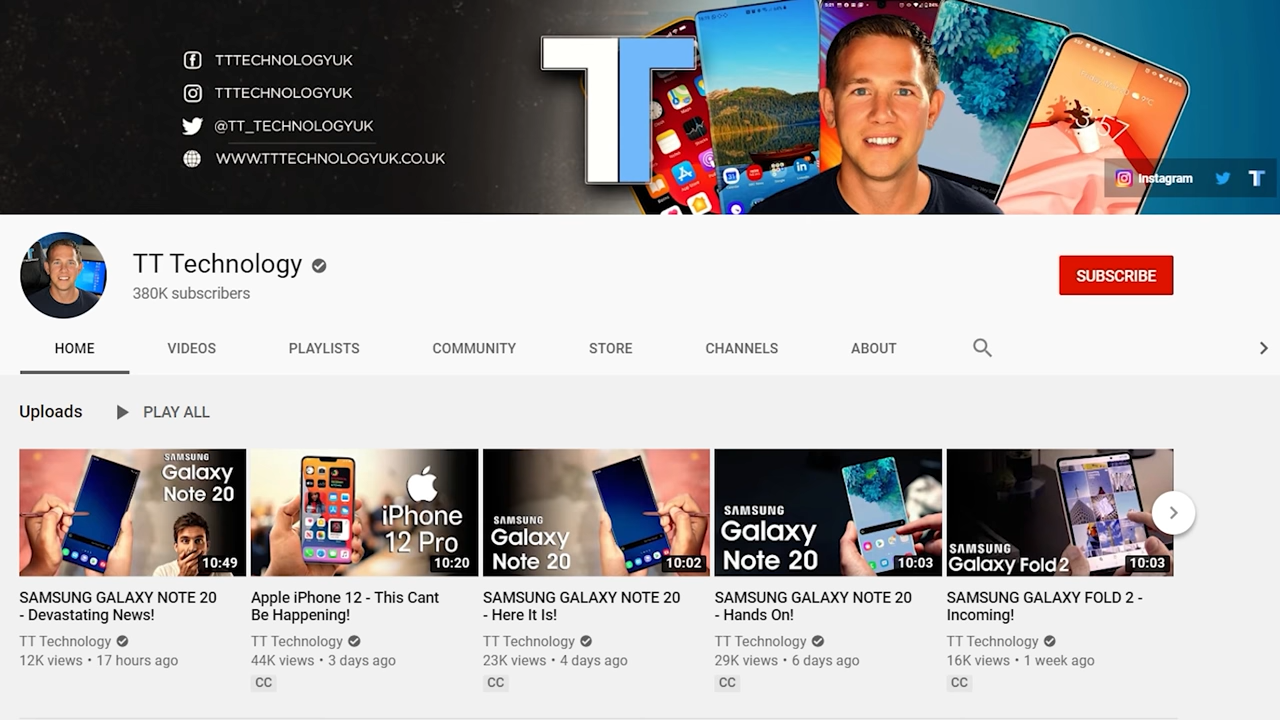 TTTECHNOLOGYUK
TTTECHNOLOGYUK
@TT_TECHNOLOGYUK
WWW.TTTECHNOLOGYUK.CO.UK
TT
Instagram
TT Technology
380K subscribers
SUBSCRIBE
HOME VIDEOS PLAYLISTS COMMUNITY STORE CHANNELS ABOUT
Uploads PLAY ALL
SAMSUNG
Galaxy
Note 20
10:49
iPhone
12 Pro
10:20
SAMSUNG
Galaxy
Note 20
10:02
SAMSUNG
Galaxy
Note 20
10:03
SAMSUNG
Galaxy Fold2
10:03
SAMSUNG GALAXY NOTE 20
- Devastating News!
TT Technology
12K views • 17 hours ago
Apple iPhone 12 - This Cant
Be Happening!
TT Technology
44K views • 3 days ago
CC
SAMSUNG GALAXY NOTE 20
- Here It Is!
TT Technology
23K views • 4 days ago
CC
SAMSUNG GALAXY NOTE 20
- Hands On!
TT Technology
29K views • 6 days ago
CC
SAMSUNG GALAXY FOLD 2 -
Incoming!
TT Technology
16K views • 1 week ago
CC